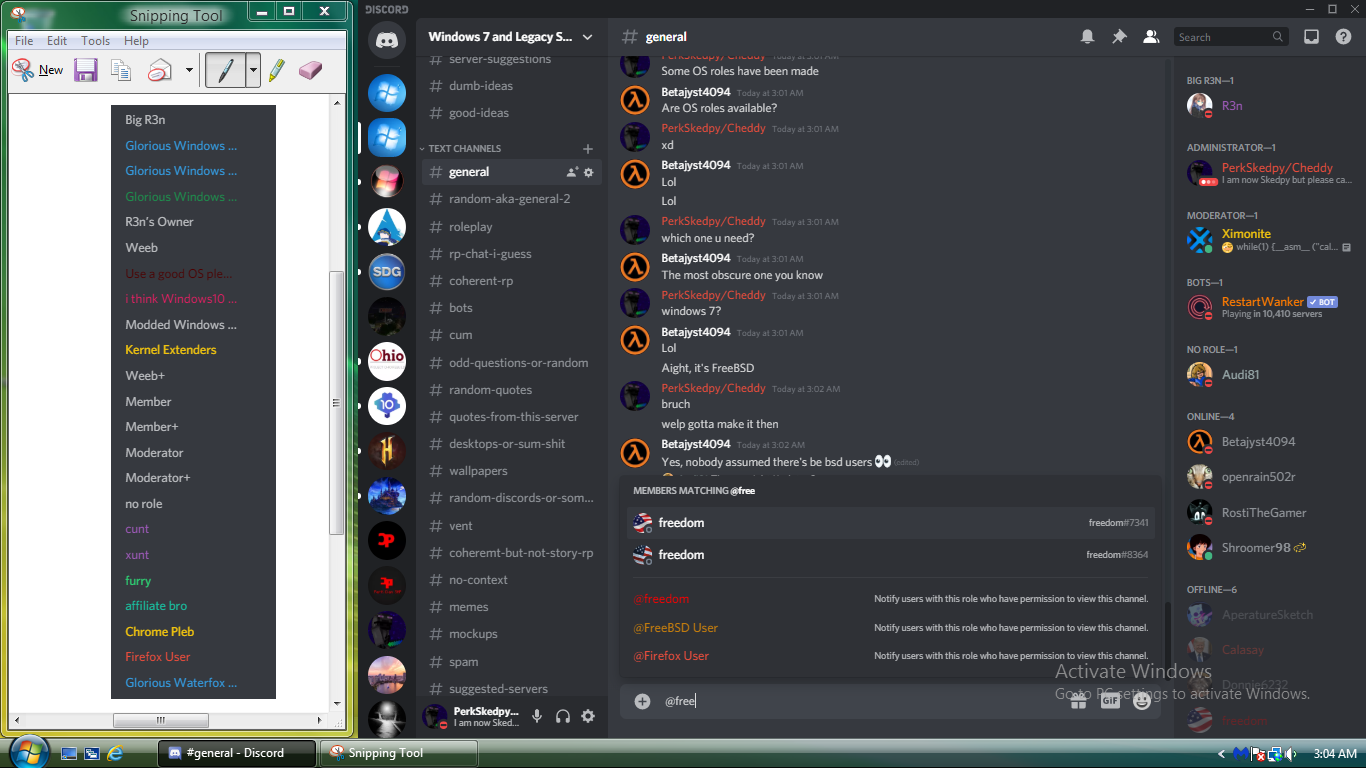 Snipping Tool
File Edit Tools Help
New
Big R3n
Glorious Windows ...
Glorious Windows ...
Glorious Windows ...
R3n's Owner
Weeb
Use a good OS ple...
i think Windows10 ...
Modded Windows ...
Kernel Extenders
Weeb+
Member
Member+
Moderator
Moderator+
no role
cunt
xunt
furry
affiliate bro
Chrome Pleb
Firefox User
Glorious Waterfox ...
DISCORD
Windows 7 and Legacy S...
server-suggestions
dumb-ideas
good-ideas
TEXT CHANNELS
general
random-aka-general-2
roleplay
rp-chat-i-guess
coherent-rp
bots
cum
odd-questions-or-random
random-quotes
quotes-from-this-server
desktops-or-sum-shit
wallpapers
random-discords-or-som...
vent
coheremt-but-not-story-rp
no-context
memes
mockups
spam
suggested-servers
SDG
Ohio
10
PerkSkedpy...
I am now Sked...
general
Search
PerkSkedpy/Cheddy Today at 3:01 AM
Some OS roles have been made
Betajyst4094 Today at 3:01 AM
Are OS roles available?
PerkSkedpy/Cheddy Today at 3:01 AM
xd
Betajyst4094 Today at 3:01 AM
Lol
Lol
PerkSkedpy/Cheddy Today at 3:01 AM
which one u need?
Betajyst4094 Today at 3:01 AM
The most obscure one you know
PerkSkedpy/Cheddy Today at 3:01 AM
windows 7?
Betajyst4094 Today at 3:01 AM
Lol
Aight, it's FreeBSD
PerkSkedpy/Cheddy Today at 3:02 AM
bruch
welp gotta make it then
Betajyst4094 Today at 3:02 AM
Yes, nobody assumed there's be bsd users 👀 (edited)
MEMBERS MATCHING @free
freedom freedom#7341
freedom freedom#8364
@freedom Notify users with this role who have permission to view this channel.
@FreeBSD User Notify users with this role who have permission to view this channel.
@Firefox User Notify users with this role who have permission to view this channel.
@free
GIF
BIG R3N—1
R3n
ADMINISTRATOR—1
PerkSkedpy/Cheddy
I am now Skedpy but please ca...
MODERATOR—1
Ximonite
while(1) {__asm__ ("cal...
BOTS—1
RestartWanker BOT
Playing in 10,410 servers
NO ROLE—1
Audi81
ONLINE—4
Betajyst4094
openrain502r
RostiTheGamer
Shroomer98
OFFLINE—6
AperatureSketch
Calasay
Donnie6232
freedom
Activate Windows
Go to PC settings to activate Windows.
#general - Discord
Snipping Tool
3:04 AM